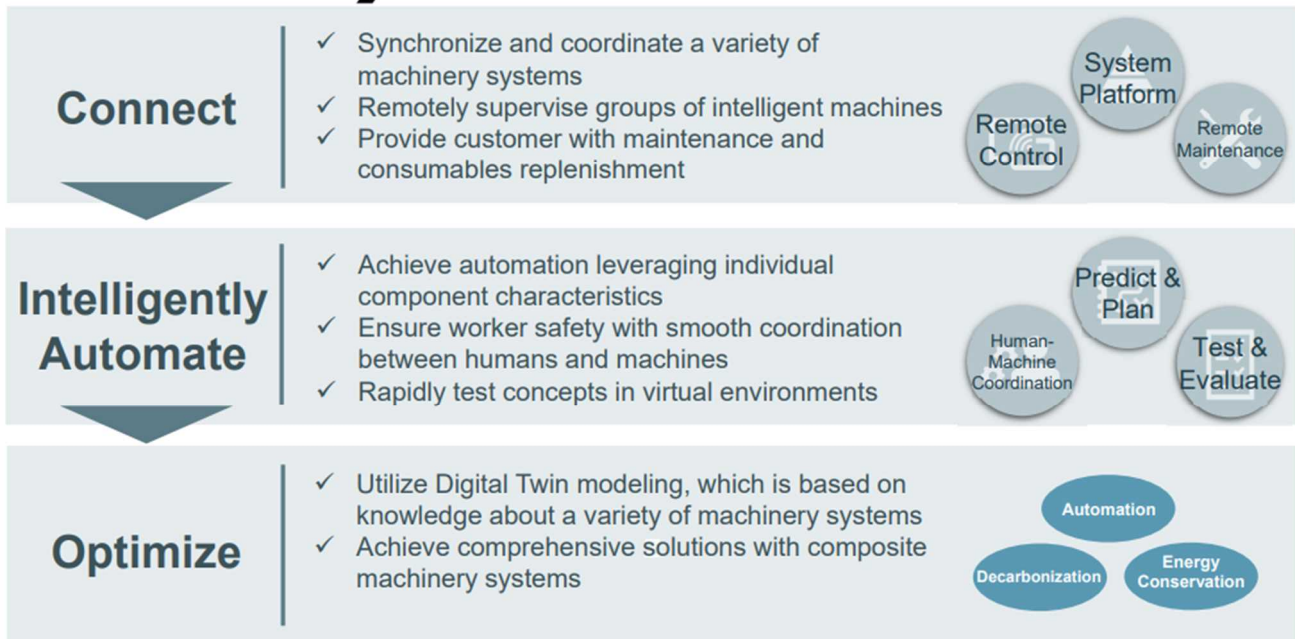 Connect
✓ Synchronize and coordinate a variety of
machinery systems
✓ Remotely supervise groups of intelligent machines
✓ Provide customer with maintenance and
consumables replenishment
System
Platform
Remote
Control
Remote
Maintenance
Intelligently
Automate
✓ Achieve automation leveraging individual
component characteristics
✓ Ensure worker safety with smooth coordination
between humans and machines
✓ Rapidly test concepts in virtual environments
Predict &
Plan
Human-
Machine
Coordination
Test &
Evaluate
Optimize
✓ Utilize Digital Twin modeling, which is based on
knowledge about a variety of machinery systems
✓ Achieve comprehensive solutions with composite
machinery systems
Automation
Decarbonization
Energy
Conservation